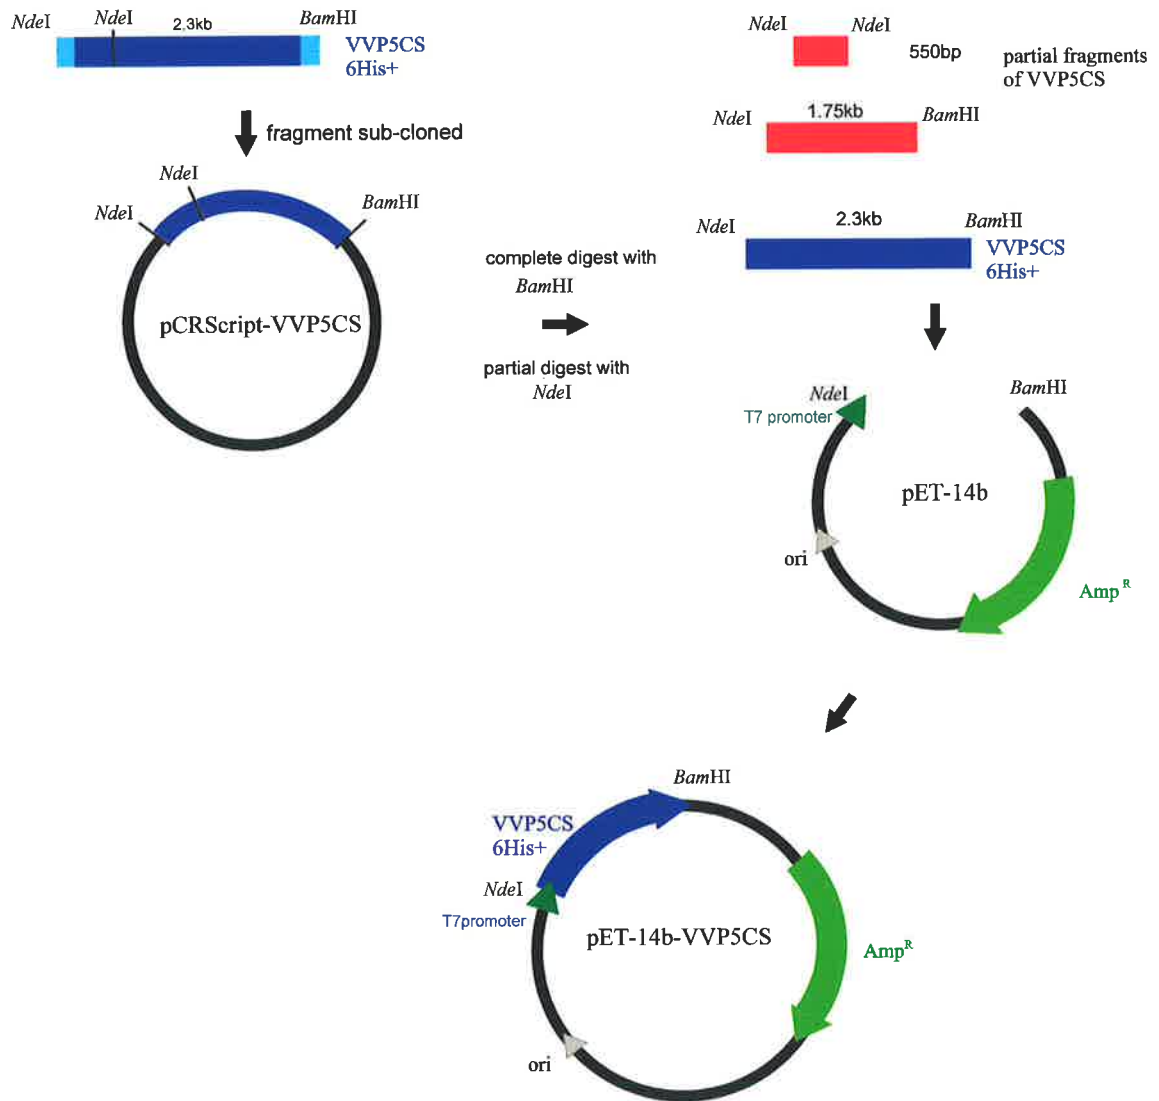 NdeI
NdeI
2,3kb
BamHI
VVP5CS
6His+
fragment sub-cloned
NdeI
NdeI
BamHI
pCRScript-VVP5CS
complete digest with
BamHI
partial digest with
NdeI
NdeI
NdeI
550bp
partial fragments
of VVP5CS
NdeI
1.75kb
BamHI
NdeI
2.3kb
BamHI
VVP5CS
6His+
NdeI
T7 promoter
BamHI
pET-14b
ori
Amp R
BamHI
VVP5CS
6His+
NdeI
T7promoter
pET-14b-VVP5CS
AmpR
ori